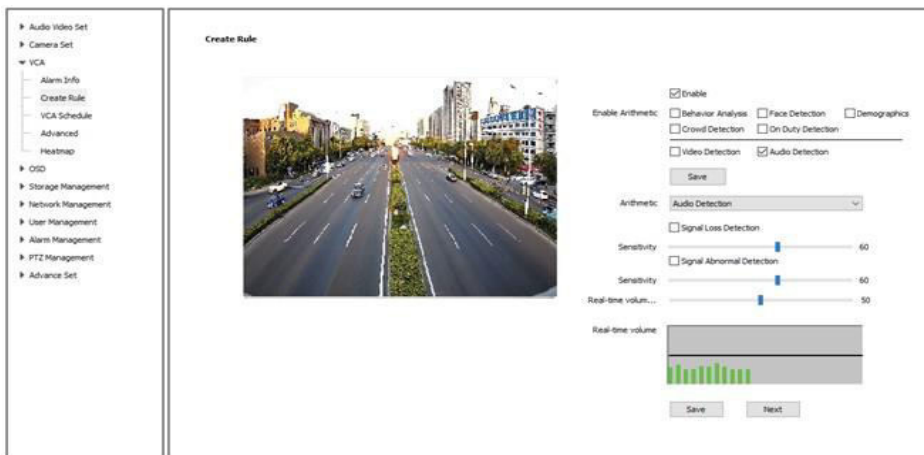 Audio Video Set
Camera Set
VCA
Alarm Info
Create Rule
VCA Schedule
Advanced
Heatmap
OSD
Storage Management
Network Management
User Management
Alarm Management
PTZ Management
Advance Set
Create Rule
Enable
Enable Arithmetic
Behavior Analysis Face Detection Demographics
Crowd Detection On Duty Detection
Video Detection Audio Detection
Save
Arithmetic Audio Detection
Signal Loss Detection
Sensitivity 60
Signal Abnormal Detection
Sensitivity 60
Real-time volum... 50
Real-time volume
Save Next